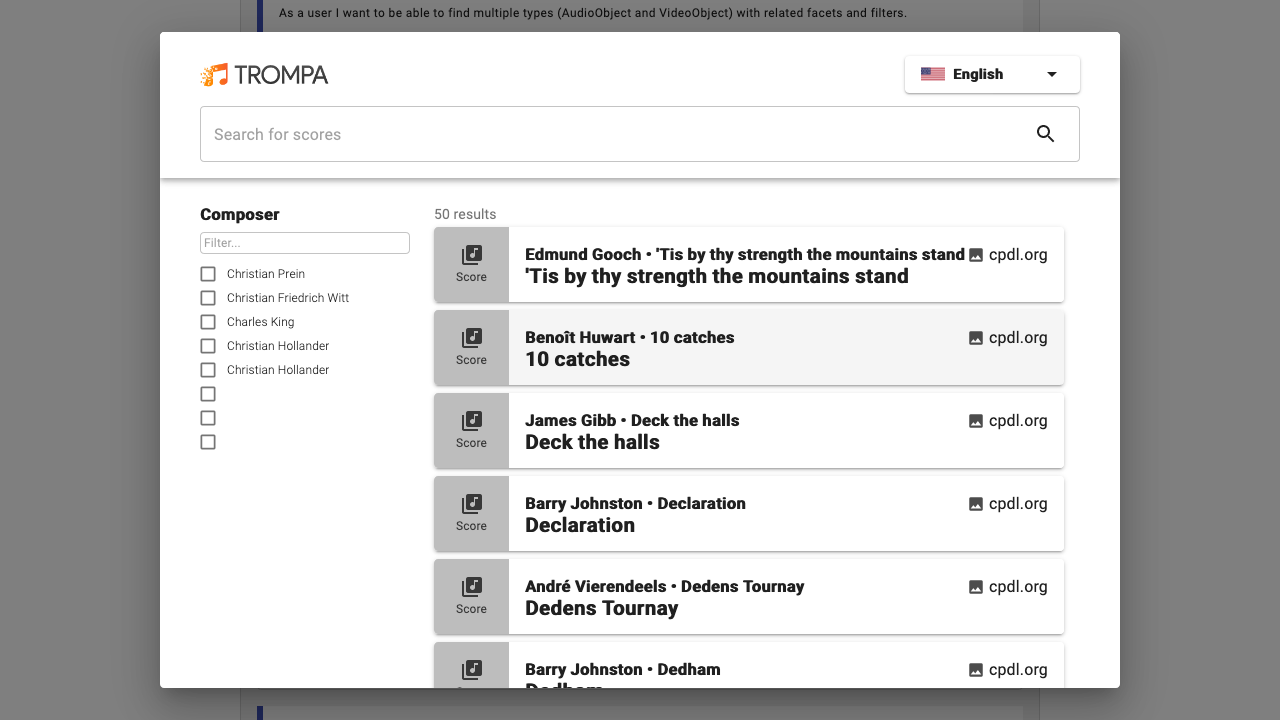 As a user I want to be able to find multiple types (AudioObject and VideoObject) with related facets and filters.
TROMPA
English
Search for scores
Composer
Filter...
Christian Prein
Christian Friedrich Witt
Charles King
Christian Hollander
Christian Hollander
50 results
Score
Edmund Gooch • 'Tis by thy strength the mountains stand
cpdl.org
'Tis by thy strength the mountains stand
Score
Benoît Huwart • 10 catches
cpdl.org
10 catches
Score
James Gibb • Deck the halls
cpdl.org
Deck the halls
Score
Barry Johnston • Declaration
cpdl.org
Declaration
Score
André Vierendeels • Dedens Tournay
cpdl.org
Dedens Tournay
Barry Johnston • Dedham
cpdl.org
Dedham